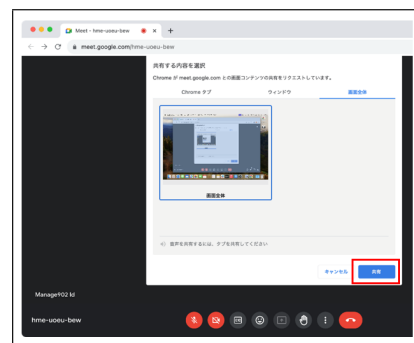 Meet - hme-uoeu-bew
meet.google.com/hme-uoeu-bew
共有する内容を選択
Chrome が meet.google.com との画面コンテンツの共有をリクエストしています。
Chrome タブ ウィンドウ 画面全体
画面全体
音声を共有するには、タブを共有してください
キャンセル 共有
Manage902 Id
hme-uoeu-bew